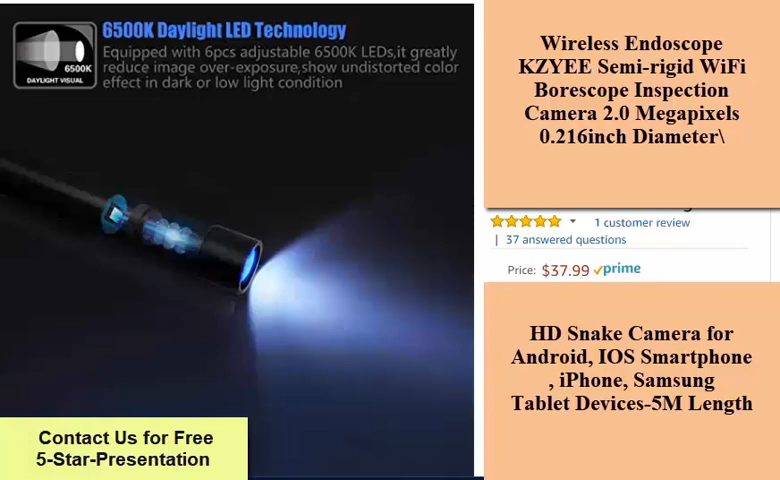 6500K Daylight LED Technology
Equipped with 6pcs adjustable 6500K LEDs,it greatly
reduce image over-exposure,show undistorted color
effect in dark or low light condition
6500K
DAYLIGHT VISUAL
Wireless Endoscope
KZYEE Semi-rigid WiFi
Borescope Inspection
Camera 2.0 Megapixels
0.216inch Diameter\
1 customer review
| 37 answered questions
Price: $37.99 prime
HD Snake Camera for
Android, IOS Smartphone
, iPhone, Samsung
Tablet Devices-5M Length
Contact Us for Free
5-Star-Presentation